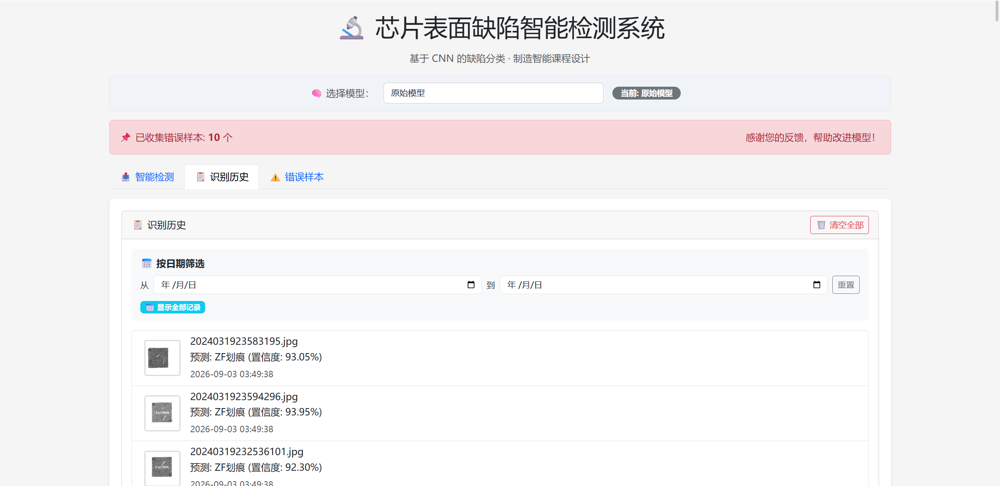 芯片表面缺陷智能检测系统
基于 CNN 的缺陷分类 · 制造智能课程设计
选择模型：
原始模型
当前: 原始模型
已收集错误样本: 10 个
感谢您的反馈，帮助改进模型！
智能检测
识别历史
错误样本
识别历史
清空全部
按日期筛选
从 年 /月/日 到 年 /月/日 重置
显示全部记录
2024031923583195.jpg
预测: ZF划痕 (置信度: 93.05%)
2026-09-03 03:49:38
2024031923594296.jpg
预测: ZF划痕 (置信度: 93.95%)
2026-09-03 03:49:38
20240319232536101.jpg
预测: ZF划痕 (置信度: 92.30%)
2026-09-03 03:49:38